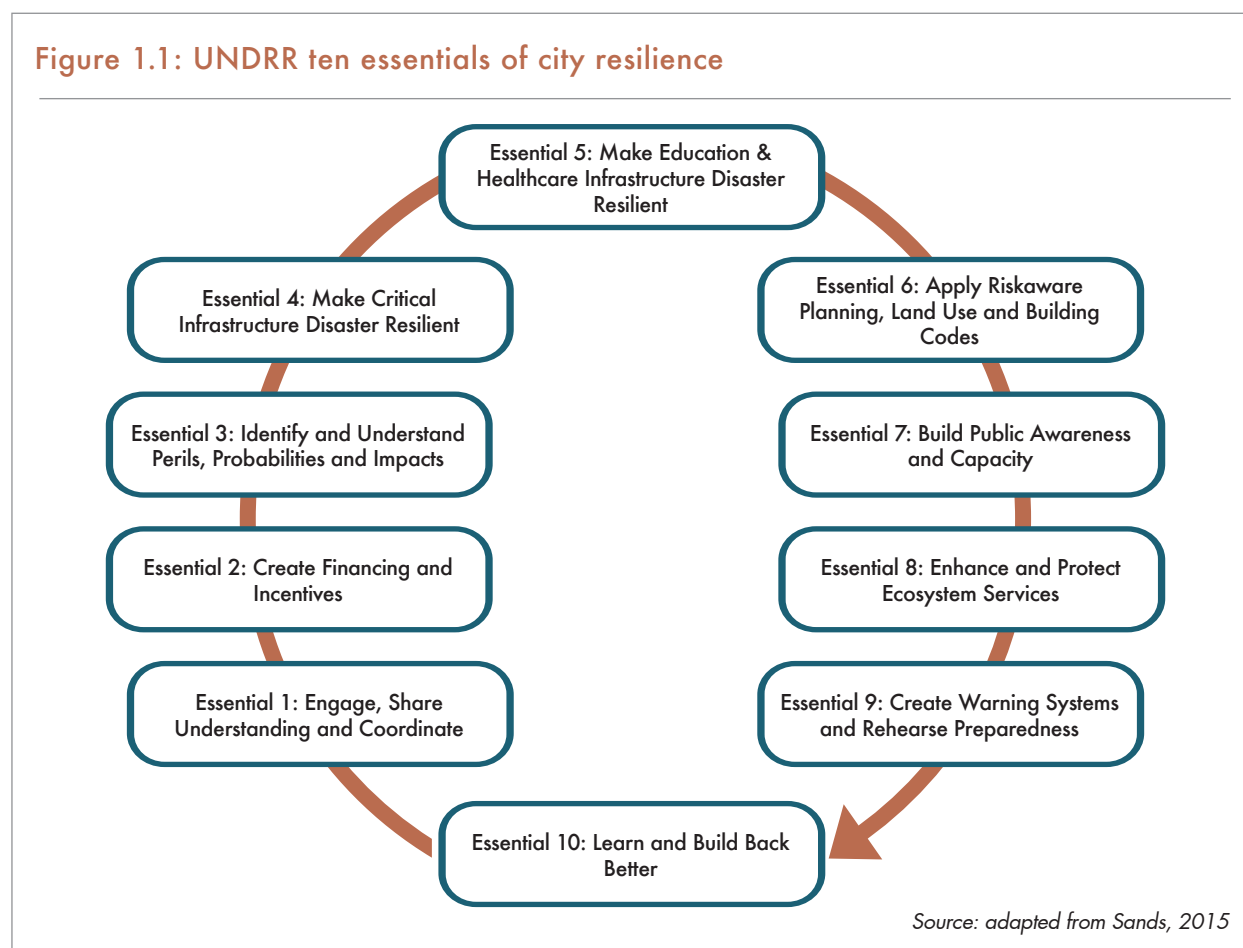 Figure 1.1: UNDRR ten essentials of city resilience
Essential 5: Make Education &
Healthcare Infrastructure Disaster
Resilient
Essential 4: Make Critical
Infrastructure Disaster Resilient
Essential 6: Apply Riskaware
Planning, Land Use and Building
Codes
Essential 3: Identify and Understand
Perils, Probabilities and Impacts
Essential 7: Build Public Awareness
and Capacity
Essential 2: Create Financing and
Incentives
Essential 8: Enhance and Protect
Ecosystem Services
Essential 1: Engage, Share
Understanding and Coordinate
Essential 9: Create Warning Systems
and Rehearse Preparedness
Essential 10: Learn and Build Back
Better
Source: adapted from Sands, 2015